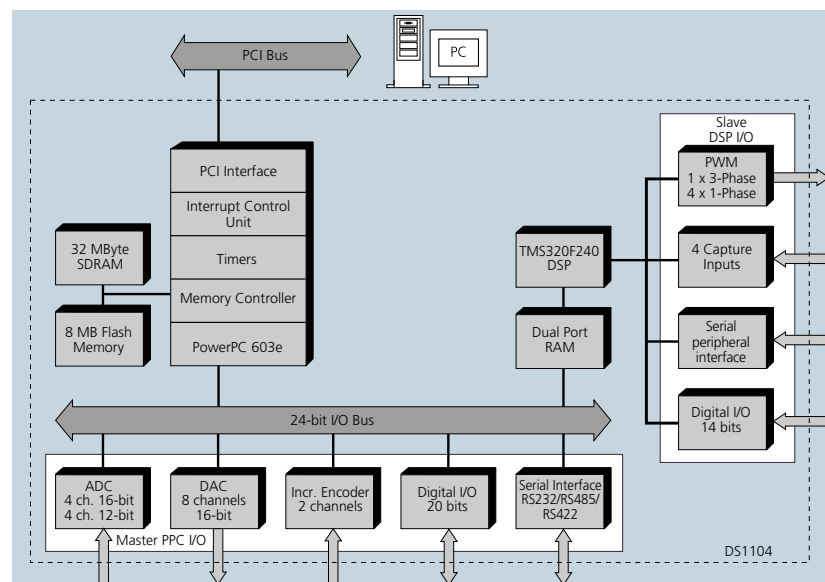 PCI Bus
PC
PCI Interface
Interrupt Control
Unit
Timers
Memory Controller
PowerPC 603e
32 MByte
SDRAM
8 MB Flash
Memory
TMS320F240
DSP
Dual Port
RAM
Slave
DSP I/O
PWM
1 x 3-Phase
4 x 1-Phase
4 Capture
Inputs
Serial
peripheral
interface
Digital I/O
14 bits
24-bit I/O Bus
ADC
4 ch. 16-bit
4 ch. 12-bit
DAC
8 channels
16-bit
Incr. Encoder
2 channels
Digital I/O
20 bits
Serial Interface
RS232/RS485/
RS422
Master PPC I/O
DS1104